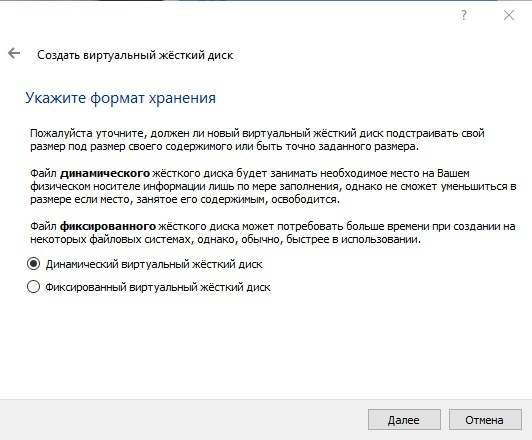 ?
Создать виртуальный жёсткий диск
Укажите формат хранения
Пожалуйста уточните, должен ли новый виртуальный жёсткий диск подстраивать свой
размер под размер своего содержимого или быть точно заданного размера.
Файл динамического жёсткого диска будет занимать необходимое место на Вашем
физическом носителе информации лишь по мере заполнения, однако не сможет уменьшиться в
размере если место, занятое его содержимым, освободится.
Файл фиксированного жёсткого диска может потребовать больше времени при создании на
некоторых файловых системах, однако, обычно, быстрее в использовании.
Динамический виртуальный жёсткий диск
Фиксированный виртуальный жёсткий диск
Далее Отмена